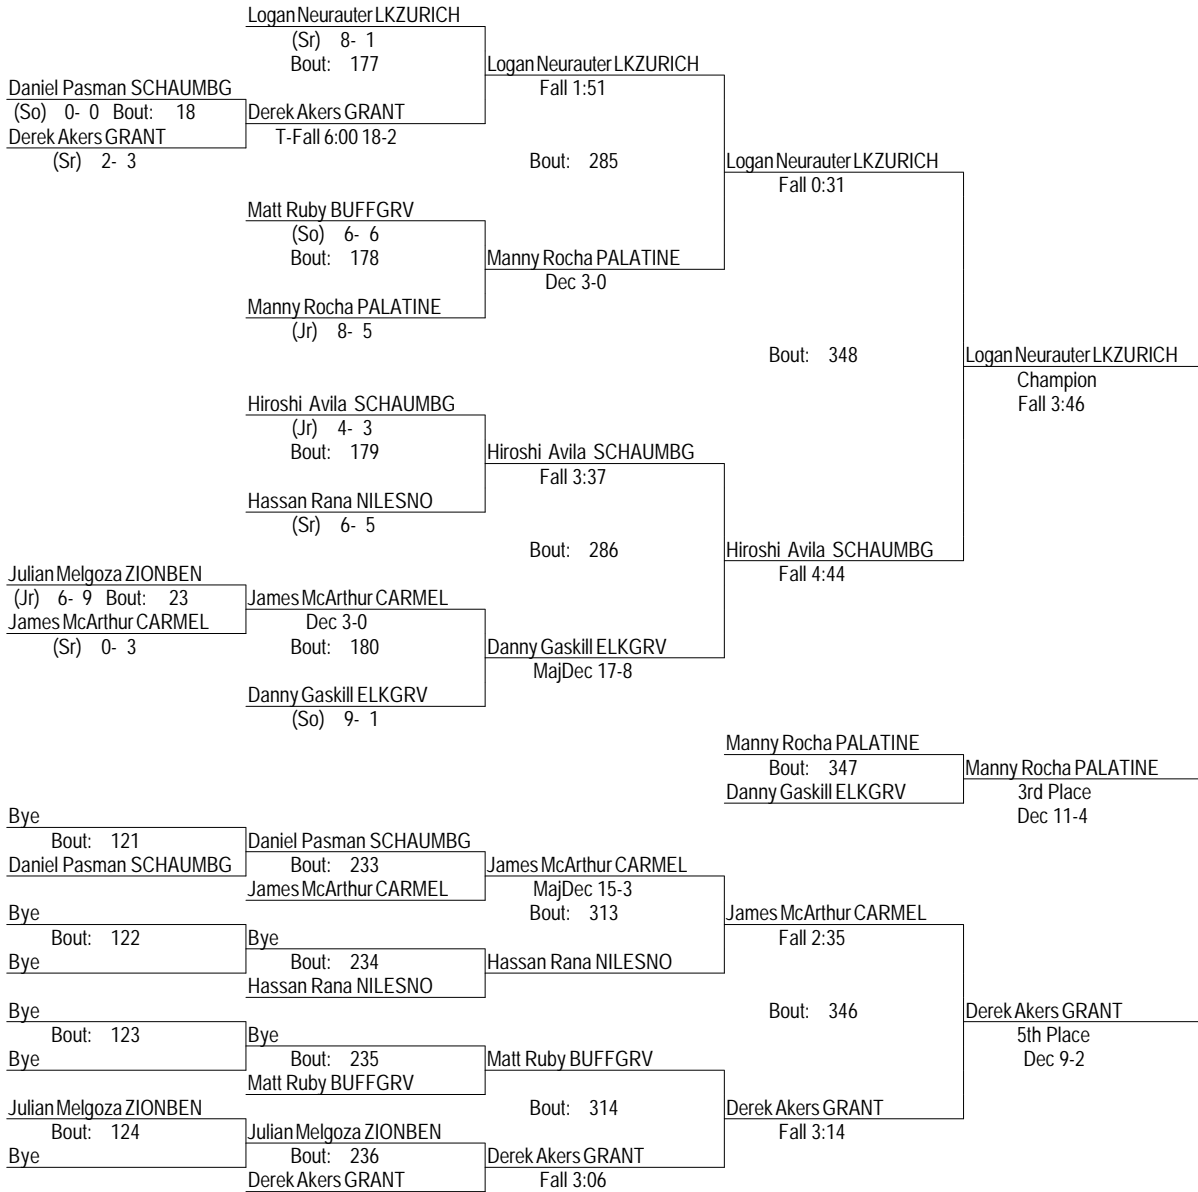 Logan Neurauter LKZURICH
(Sr) 8- 1
Bout: 177
Logan Neurauter LKZURICH
Fall 1:51
Daniel Pasman SCHAUMBG
(So) 0- 0 Bout: 18
Derek Akers GRANT
Derek Akers GRANT
T-Fall 6:00 18-2
(Sr) 2- 3
Bout: 285
Logan Neurauter LKZURICH
Fall 0:31
Matt Ruby BUFFGRV
(So) 6- 6
Bout: 178
Manny Rocha PALATINE
Dec 3-0
Manny Rocha PALATINE
(Jr) 8- 5
Bout: 348
Logan Neurauter LKZURICH
Champion
Fall 3:46
Hiroshi Avila SCHAUMBG
(Jr) 4- 3
Bout: 179
Hiroshi Avila SCHAUMBG
Fall 3:37
Hassan Rana NILESNO
(Sr) 6- 5
Bout: 286
Hiroshi Avila SCHAUMBG
Fall 4:44
Julian Melgoza ZIONBEN
(Jr) 6- 9 Bout: 23
James McArthur CARMEL
James McArthur CARMEL
Dec 3-0
(Sr) 0- 3
Bout: 180
Danny Gaskill ELKGRV
MajDec 17-8
Danny Gaskill ELKGRV
(So) 9- 1
Manny Rocha PALATINE
Bout: 347
Manny Rocha PALATINE
Danny Gaskill ELKGRV
3rd Place
Dec 11-4
Bye
Bout: 121
Daniel Pasman SCHAUMBG
Daniel Pasman SCHAUMBG
Bout: 233
James McArthur CARMEL
James McArthur CARMEL
MajDec 15-3
Bye
Bout: 313
James McArthur CARMEL
Bout: 122
Bye
Fall 2:35
Bye
Bout: 234
Hassan Rana NILESNO
Hassan Rana NILESNO
Bye
Bout: 346
Derek Akers GRANT
Bout: 123
Bye
5th Place
Bye
Bout: 235
Matt Ruby BUFFGRV
Dec 9-2
Matt Ruby BUFFGRV
Julian Melgoza ZIONBEN
Bout: 314
Derek Akers GRANT
Bout: 124
Julian Melgoza ZIONBEN
Fall 3:14
Bye
Bout: 236
Derek Akers GRANT
Derek Akers GRANT
Fall 3:06